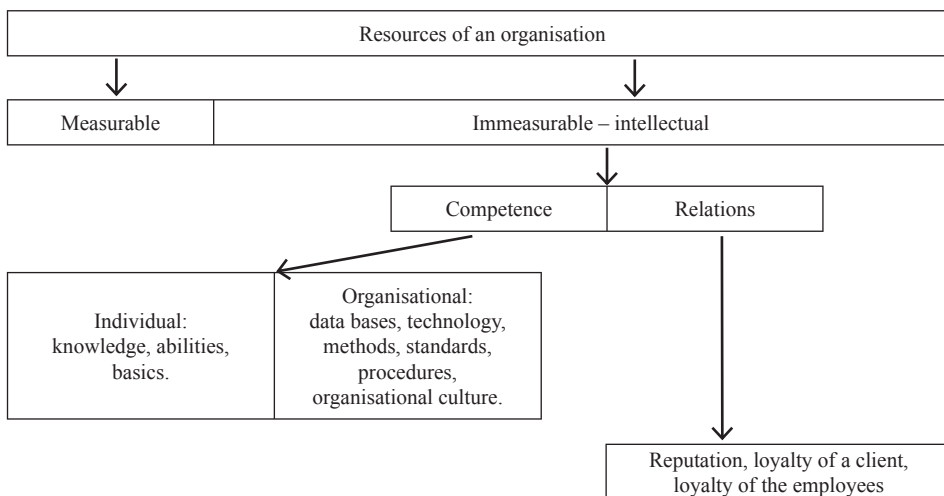 Resources of an organisation
Measurable
Immeasurable – intellectual
Competence
Relations
Individual:
knowledge, abilities,
basics.
Organisational:
data bases, technology,
methods, standards,
procedures,
organisational culture.
Reputation, loyalty of a client,
loyalty of the employees